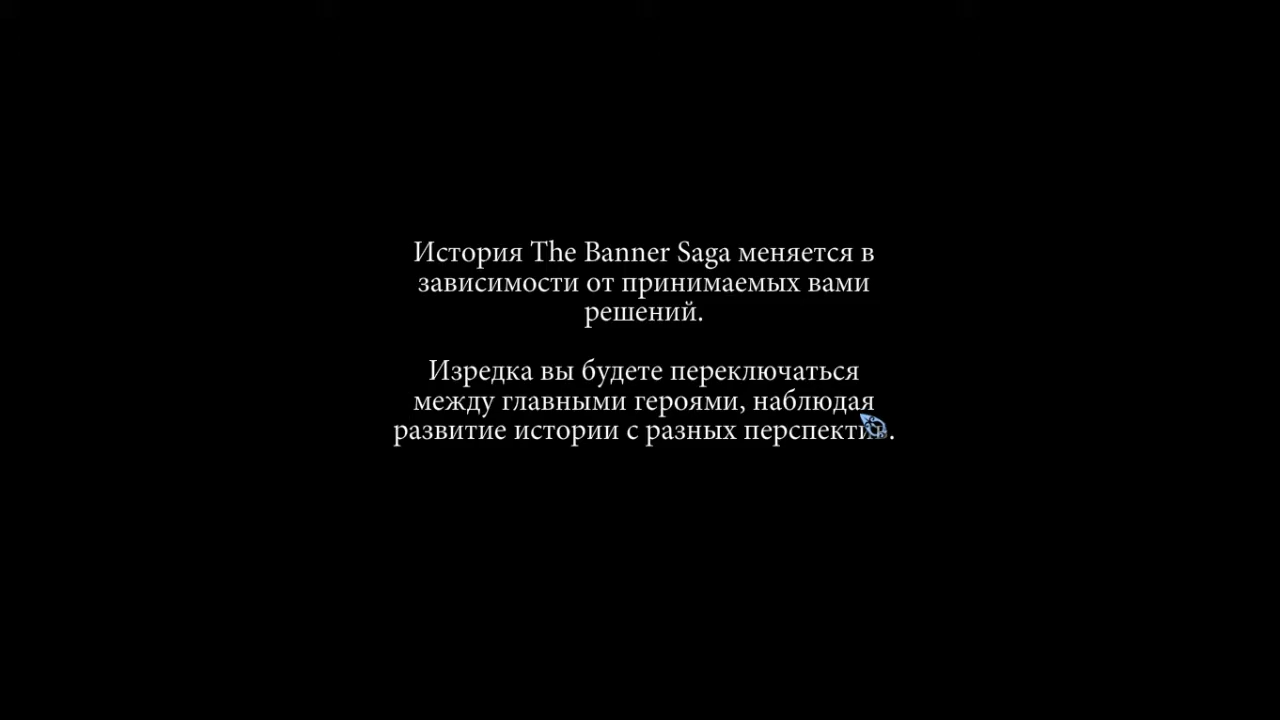 История The Banner Saga меняется в
зависимости от принимаемых вами
решений.
Изредка вы будете переключаться
между главными героями, наблюдая
развитие истории с разных